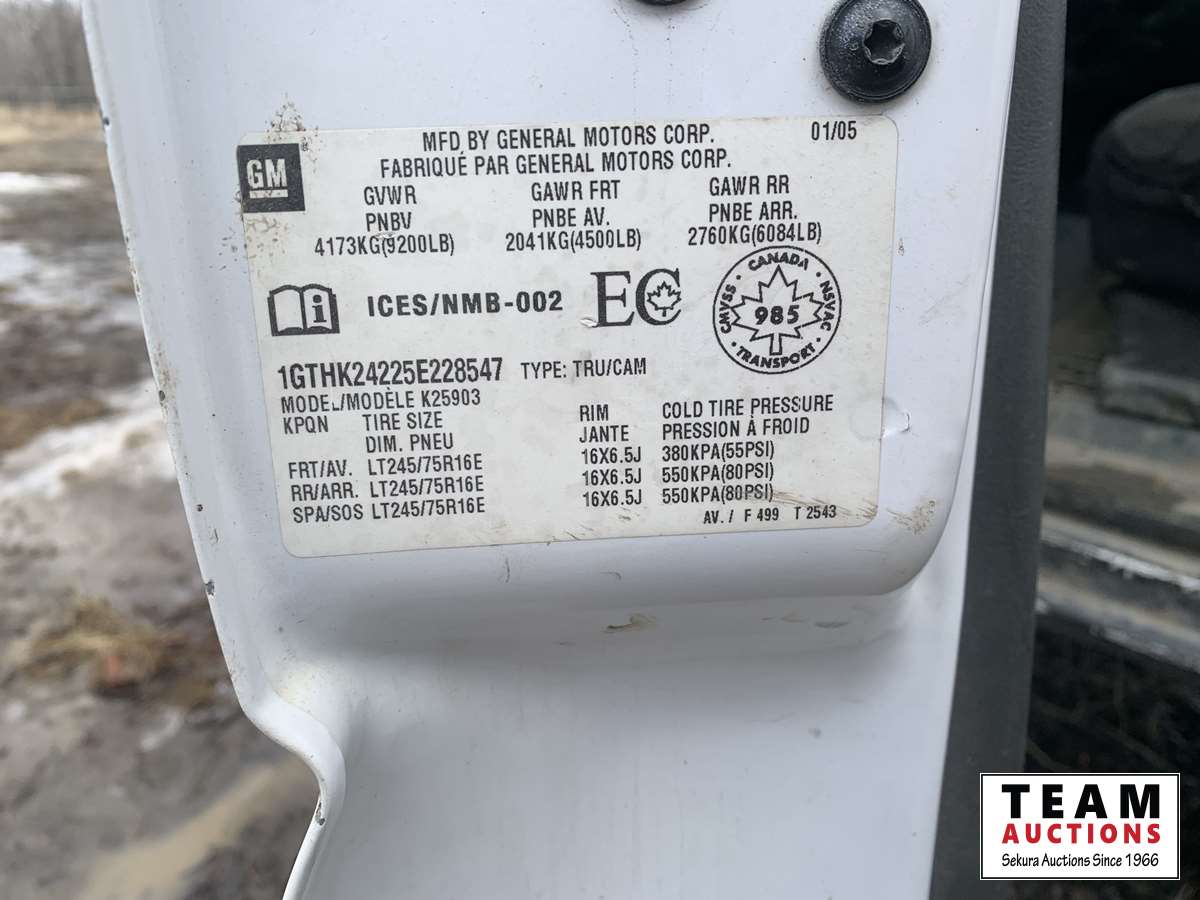 MFD BY GENERAL MOTORS CORP. 01/05
FABRIQUÉ PAR GENERAL MOTORS CORP.
GM
GVWR GAWR FRT GAWR RR
PNBV PNBE AV. PNBE ARR.
4173KG(9200LB) 2041KG(4500LB) 2760KG(6084LB)
i ICES/NMB-002 EC
CANADA
CMVSS 985 NSVAC
TRANSPORT
1GTHK24225E228547 TYPE: TRU/CAM
MODEL/MODÈLE K25903
KPQN TIRE SIZE RIM COLD TIRE PRESSURE
DIM. PNEU JANTE PRESSION À FROID
FRT/AV. LT245/75R16E 16X6.5J 380KPA(55PSI)
RR/ARR. LT245/75R16E 16X6.5J 550KPA(80PSI)
SPA/SOS LT245/75R16E 16X6.5J 550KPA(80PSI)
AV./ F 499 T 2543
TEAM
AUCTIONS
Sekura Auctions Since 1966